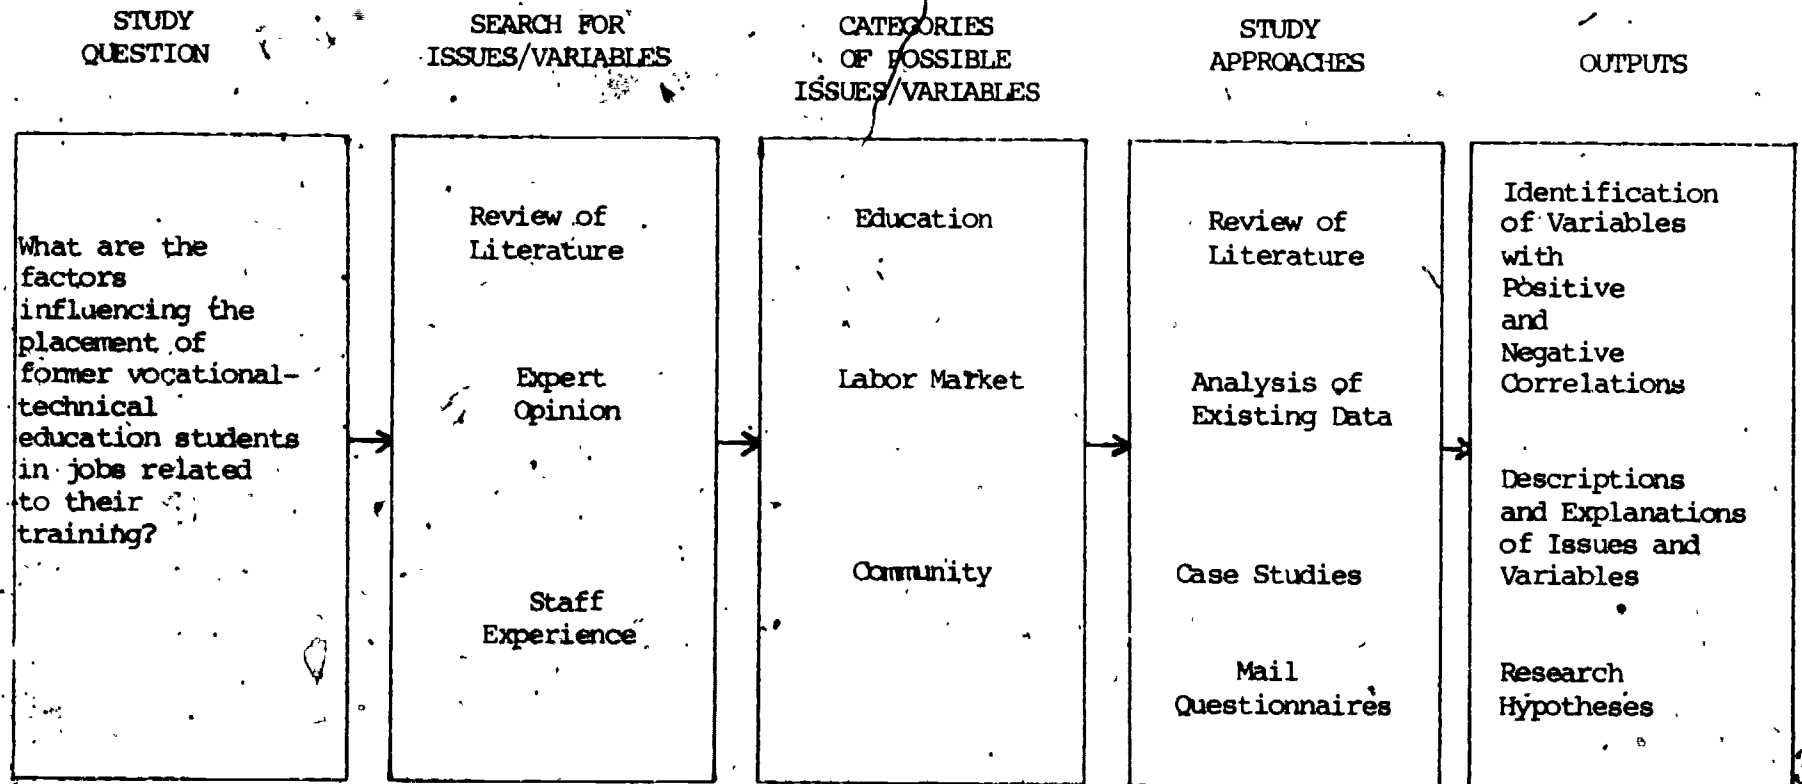 STUDY
QUESTION
SEARCH FOR
ISSUES/VARIABLES
CATEGORIES
OF POSSIBLE
ISSUES/VARIABLES
STUDY
APPROACHES
OUTPUTS
What are the
factors
influencing the
placement of
former vocational-
technical
education students
in jobs related
to their
training?
Review of
Literature
Expert
Opinion
Staff
Experience
Education
Labor Market
Community
Review of
Literature
Analysis of
Existing Data
Case Studies
Mail
Questionnaires
Identification
of Variables
with
Positive
and
Negative
Correlations
Descriptions
and Explanations
of Issues and
Variables
Research
Hypotheses